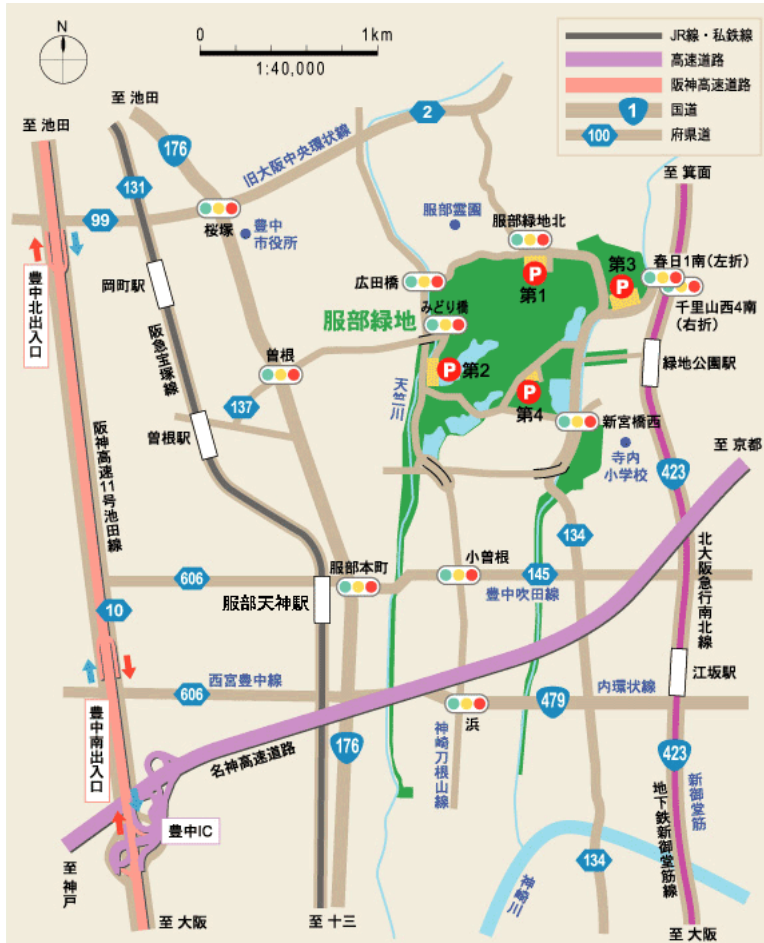 N
0
1km
1:40,000
JR線・私鉄線
高速道路
阪神高速道路
1
国道
100
府県道
至 池田
至 池田
176
131
旧大阪中央環状線
2
至 箕面
99
桜塚
豊中
市役所
服部霊園
服部緑地北
豊中北出入口
岡町駅
広田橋
P
第1
第3
P
春日1南(左折)
千里山西4南
(右折)
服部緑地
みどり橋
阪急宝塚線
曽根
P
第2
P
第4
緑地公園駅
137
天竺川
曽根駅
新宮橋西
寺内
小学校
至 京都
阪神高速11号池田線
423
134
606
服部本町
小曽根
145
豊中吹田線
北大阪急行南北線
10
服部天神駅
西宮豊中線
606
内環状線
江坂駅
豊中南出入口
浜
479
名神高速道路
176
神崎刀根山線
423
新御堂筋
地下鉄新御堂筋線
豊中IC
134
至 神戸
神崎川
至 大阪
至 十三
至 大阪